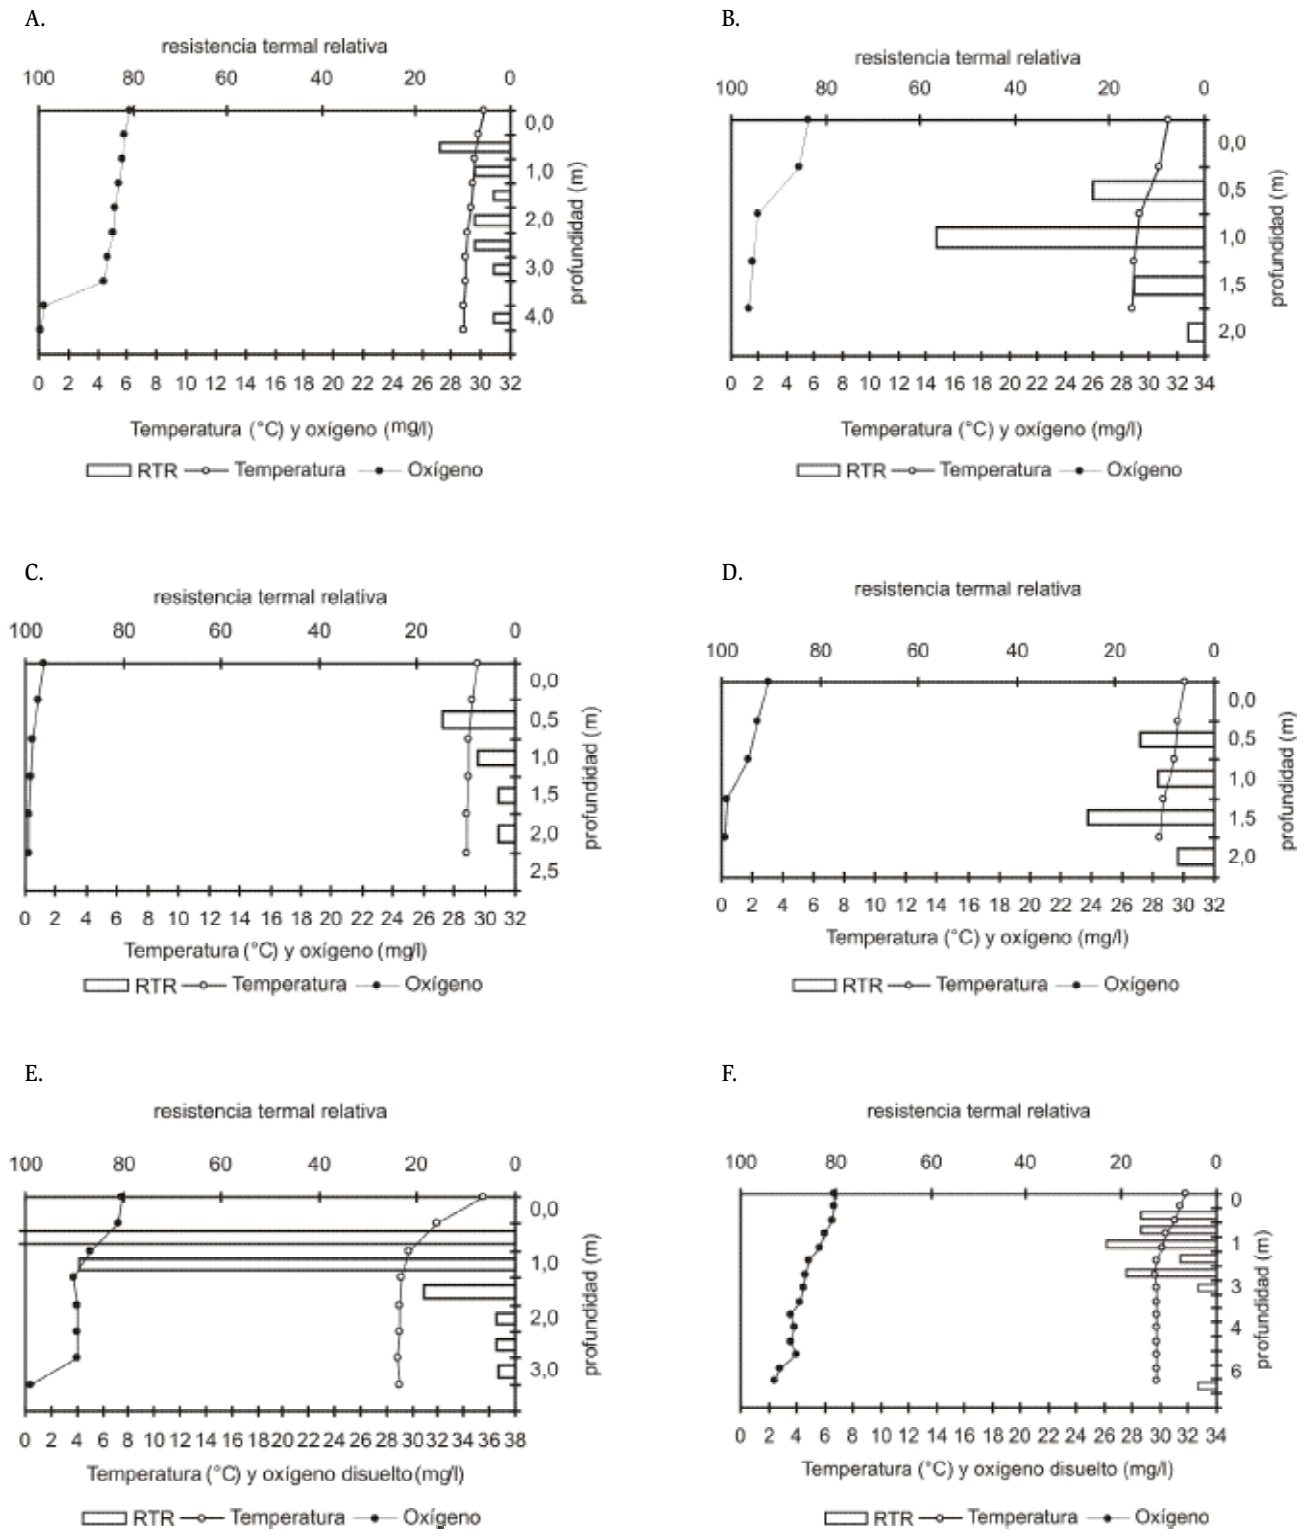 A.
resistencia termal relativa
100 80 60 40 20 0
0,0
1,0
2,0
3,0
4,0
profundidad (m)
0 2 4 6 8 10 12 14 16 18 20 22 24 26 28 30 32
Temperatura (°C) y oxígeno (mg/l)
RTR Temperatura Oxígeno
B.
resistencia termal relativa
100 80 60 40 20 0
0,0
0,5
1,0
1,5
2,0
profundidad (m)
0 2 4 6 8 10 12 14 16 18 20 22 24 26 28 30 32 34
Temperatura (°C) y oxígeno (mg/l)
RTR Temperatura Oxígeno
C.
resistencia termal relativa
100 80 60 40 20 0
0,0
0,5
1,0
1,5
2,0
2,5
profundidad (m)
0 2 4 6 8 10 12 14 16 18 20 22 24 26 28 30 32
Temperatura (°C) y oxígeno (mg/l)
RTR Temperatura Oxígeno
D.
resistencia termal relativa
100 80 60 40 20 0
0,0
0,5
1,0
1,5
2,0
profundidad (m)
0 2 4 6 8 10 12 14 16 18 20 22 24 26 28 30 32
Temperatura (°C) y oxígeno (mg/l)
RTR Temperatura Oxígeno
E.
resistencia termal relativa
100 80 60 40 20 0
0,0
1,0
2,0
3,0
profundidad (m)
0 2 4 6 8 10 12 14 16 18 20 22 24 26 28 30 32 34 36 38
Temperatura (°C) y oxígeno disuelto (mg/l)
RTR Temperatura Oxígeno
F.
resistencia termal relativa
100 80 60 40 20 0
0
1
3
4
6
profundidad (m)
0 2 4 6 8 10 12 14 16 18 20 22 24 26 28 30 32 34
Temperatura (°C) y oxígeno disuelto (mg/l)
RTR Temperatura Oxígeno